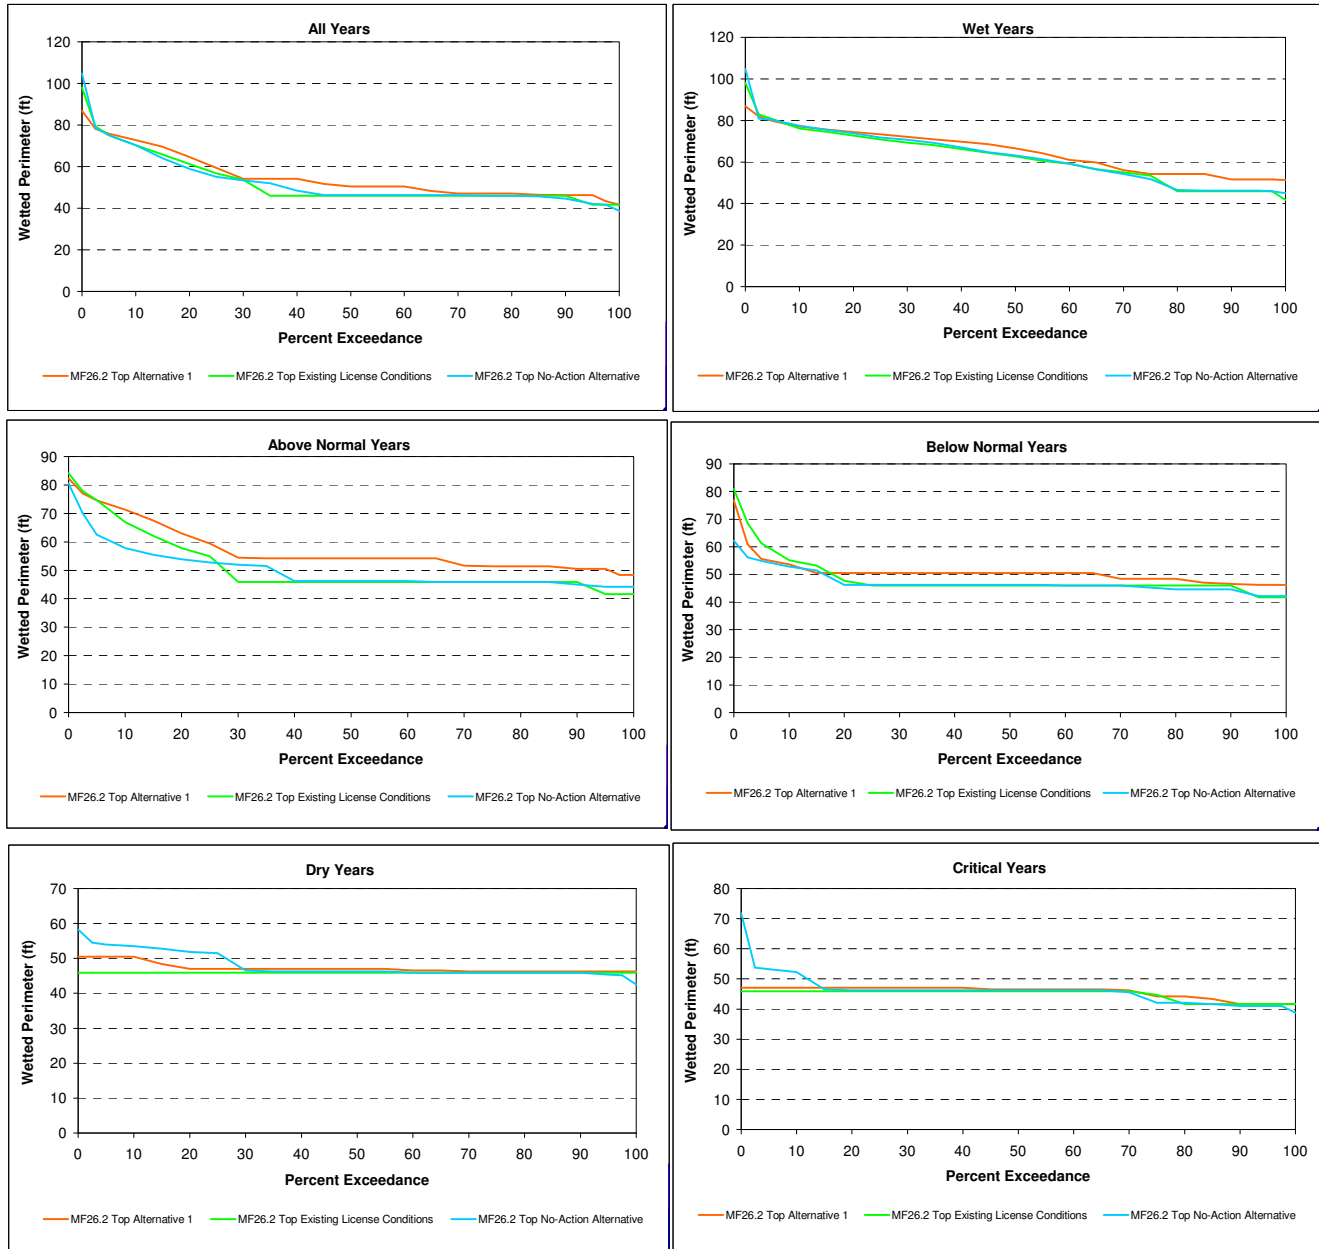 All Years
Wetted Perimeter (ft)
120
100
80
60
40
20
0
0 10 20 30 40 50 60 70 80 90 100
Percent Exceedance
MF26.2 Top Alternative 1 MF26.2 Top Existing License Conditions MF26.2 Top No-Action Alternative
Wet Years
Wetted Perimeter (ft)
120
100
80
60
40
20
0
0 10 20 30 40 50 60 70 80 90 100
Percent Exceedance
MF26.2 Top Alternative 1 MF26.2 Top Existing License Conditions MF26.2 Top No-Action Alternative
Above Normal Years
Wetted Perimeter (ft)
90
80
70
60
50
40
30
20
10
0
0 10 20 30 40 50 60 70 80 90 100
Percent Exceedance
MF26.2 Top Alternative 1 MF26.2 Top Existing License Conditions MF26.2 Top No-Action Alternative
Below Normal Years
Wetted Perimeter (ft)
90
80
70
60
50
40
30
20
10
0
0 10 20 30 40 50 60 70 80 90 100
Percent Exceedance
MF26.2 Top Alternative 1 MF26.2 Top Existing License Conditions MF26.2 Top No-Action Alternative
Dry Years
Wetted Perimeter (ft)
70
60
50
40
30
20
10
0
0 10 20 30 40 50 60 70 80 90 100
Percent Exceedance
MF26.2 Top Alternative 1 MF26.2 Top Existing License Conditions MF26.2 Top No-Action Alternative
Critical Years
Wetted Perimeter (ft)
80
70
60
50
40
30
20
10
0
0 10 20 30 40 50 60 70 80 90 100
Percent Exceedance
MF26.2 Top Alternative 1 MF26.2 Top Existing License Conditions MF26.2 Top No-Action Alternative